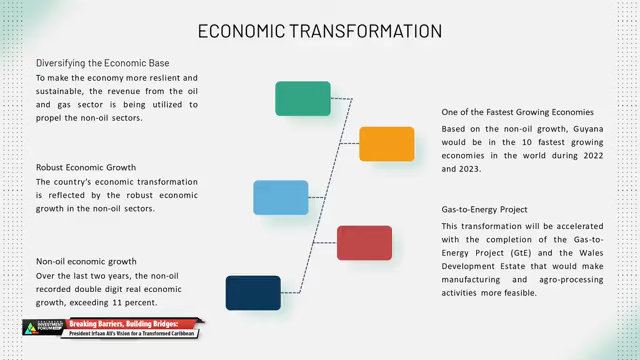 ECONOMIC TRANSFORMATION
Diversifying the Economic Base
To make the economy more reslient and
sustainable, the revenue from the oil
and gas sector is being utilized to
propel the non-oil sectors.
Robust Economic Growth
The country's economic transformation
is reflected by the robust economic
growth in the non-oil sectors.
Non-oil economic growth
Over the last two years, the non-oil
recorded double digit real economic
growth, exceeding 11 percent.
One of the Fastest Growing Economies
Based on the non-oil growth, Guyana
would be in the 10 fastest growing
economies in the world during 2022
and 2023.
Gas-to-Energy Project
This transformation will be accelerated
with the completion of the Gas-to-
Energy Project (GtE) and the Wales
Development Estate that would make
manufacturing and agro-processing
activities more feasible.
INVESTMENT
FORUM
Breaking Barriers, Building Bridges:
President Irfaan Ali's Vision for a Transformed Caribbean